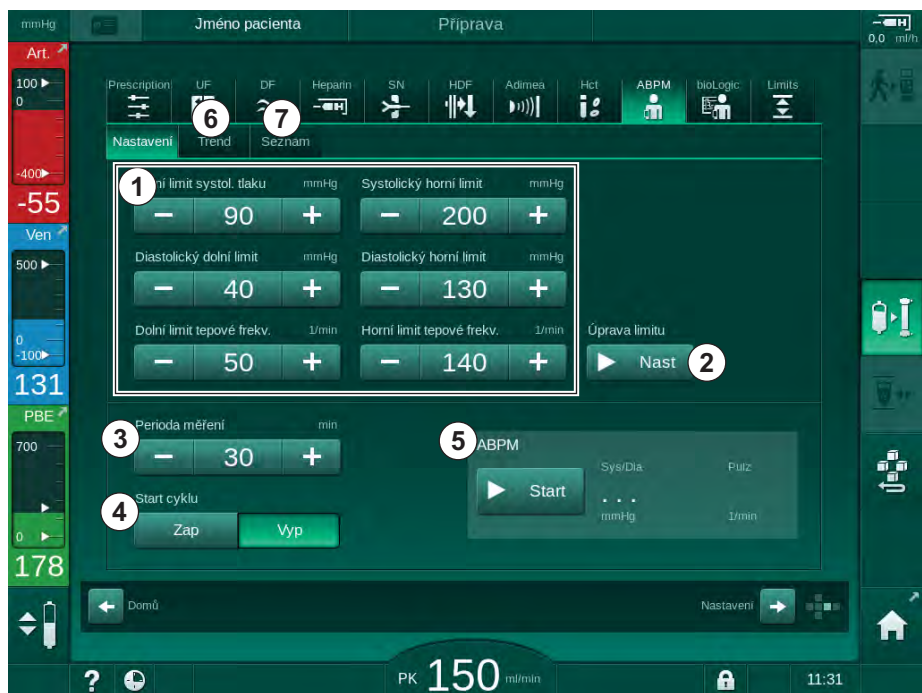 mmHg Jméno pacienta Příprava
0,0 ml/h
Art.
100
0
-400
-55
Ven
500
0
-100
131
PBE
700
0
178
Prescription UF DF Heparin SN HDF Adimea Hct ABPM bioLogic Limits
6 7
Nastavení Trend Seznam
1
ní limit systol. tlaku mmHg Systolický horní limit mmHg
− 90 + − 200 +
Diastolický dolní limit mmHg Diastolický horní limit mmHg
− 40 + − 130 +
Dolní limit tepové frekv. 1/min Horní limit tepové frekv. 1/min Úprava limitu
− 50 + − 140 + Nast 2
3 Perioda měření min
− 30 +
4 Start cyklu
Zap Vyp
5 ABPM
Sys/Dia Pulz
Start . . .
mmHg 1/min
Domů Nastavení
? PK 150 ml/min 11:31